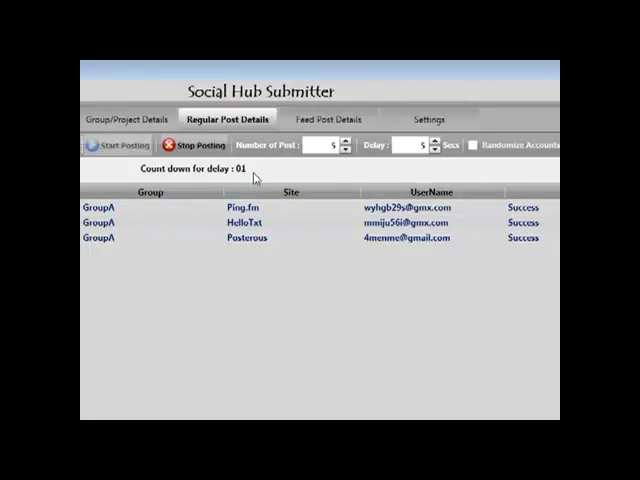 Social Hub Submitter
Group/Project Details Regular Post Details Feed Post Details Settings
Start Posting Stop Posting Number of Post : 5 Delay : 5 Secs Randomize Accounts
Count down for delay : 01
Group Site UserName
GroupA Ping.fm wyhgb29s@gmx.com Success
GroupA HelloTxt mmiju56i@gmx.com Success
GroupA Posterous 4menme@gmail.com Success